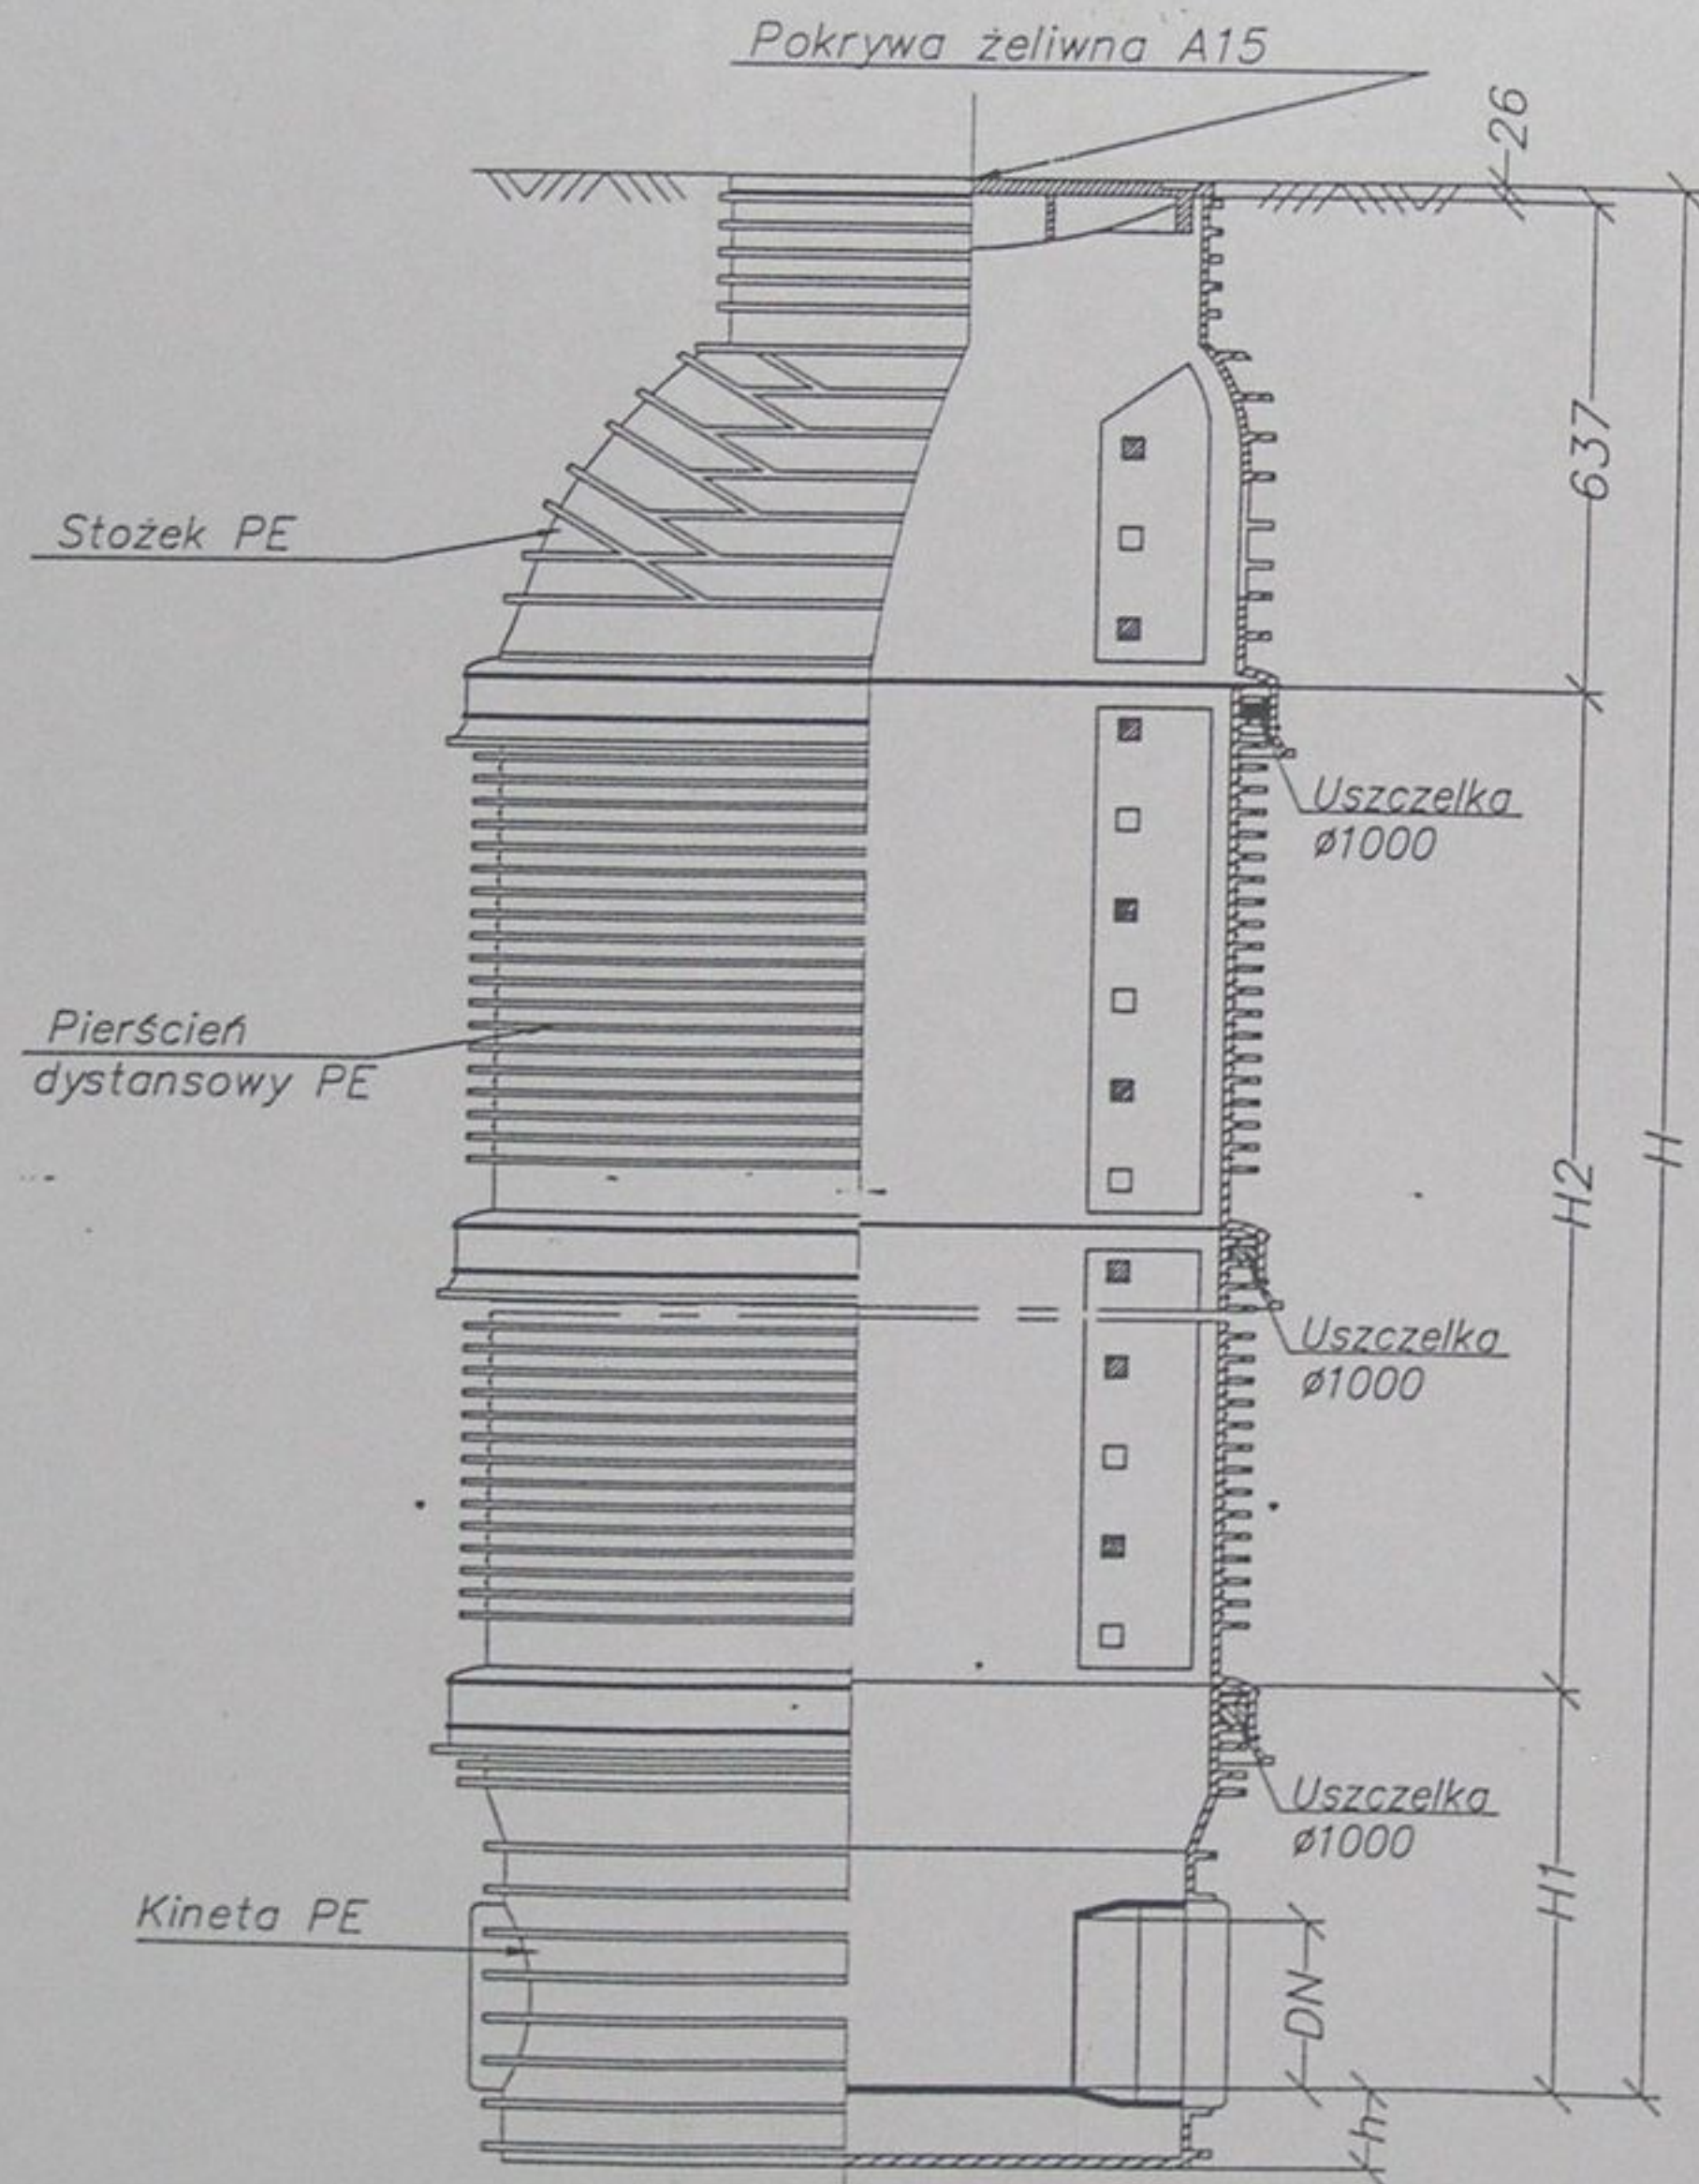 Pokrywa żeliwna A15
26
637
Stożek PE
Uszczelka
ø1000
Pierścień
dystansowy PE
H2
H
Uszczelka
ø1000
Uszczelka
ø1000
Kineta PE
H1
DN
h